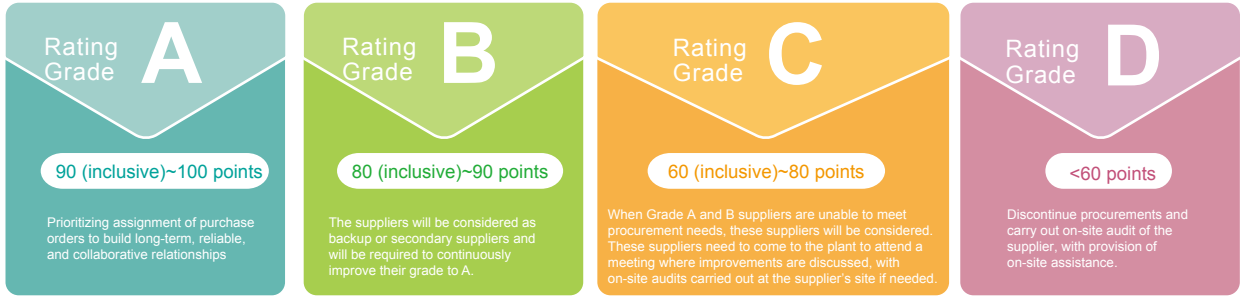 Rating
Grade
A
90 (inclusive)~100 points
Prioritizing assignment of purchase
orders to build long-term, reliable,
and collaborative relationships
Rating
Grade
B
80 (inclusive)~90 points
The suppliers will be considered as
backup or secondary suppliers and
will be required to continuously
improve their grade to A.
Rating
Grade
C
60 (inclusive)~80 points
When Grade A and B suppliers are unable to meet
procurement needs, these suppliers will be considered.
These suppliers need to come to the plant to attend a
meeting where improvements are discussed, with
on-site audits carried out at the supplier's site if needed.
Rating
Grade
D
<60 points
Discontinue procurements and
carry out on-site audit of the
supplier, with provision of
on-site assistance.